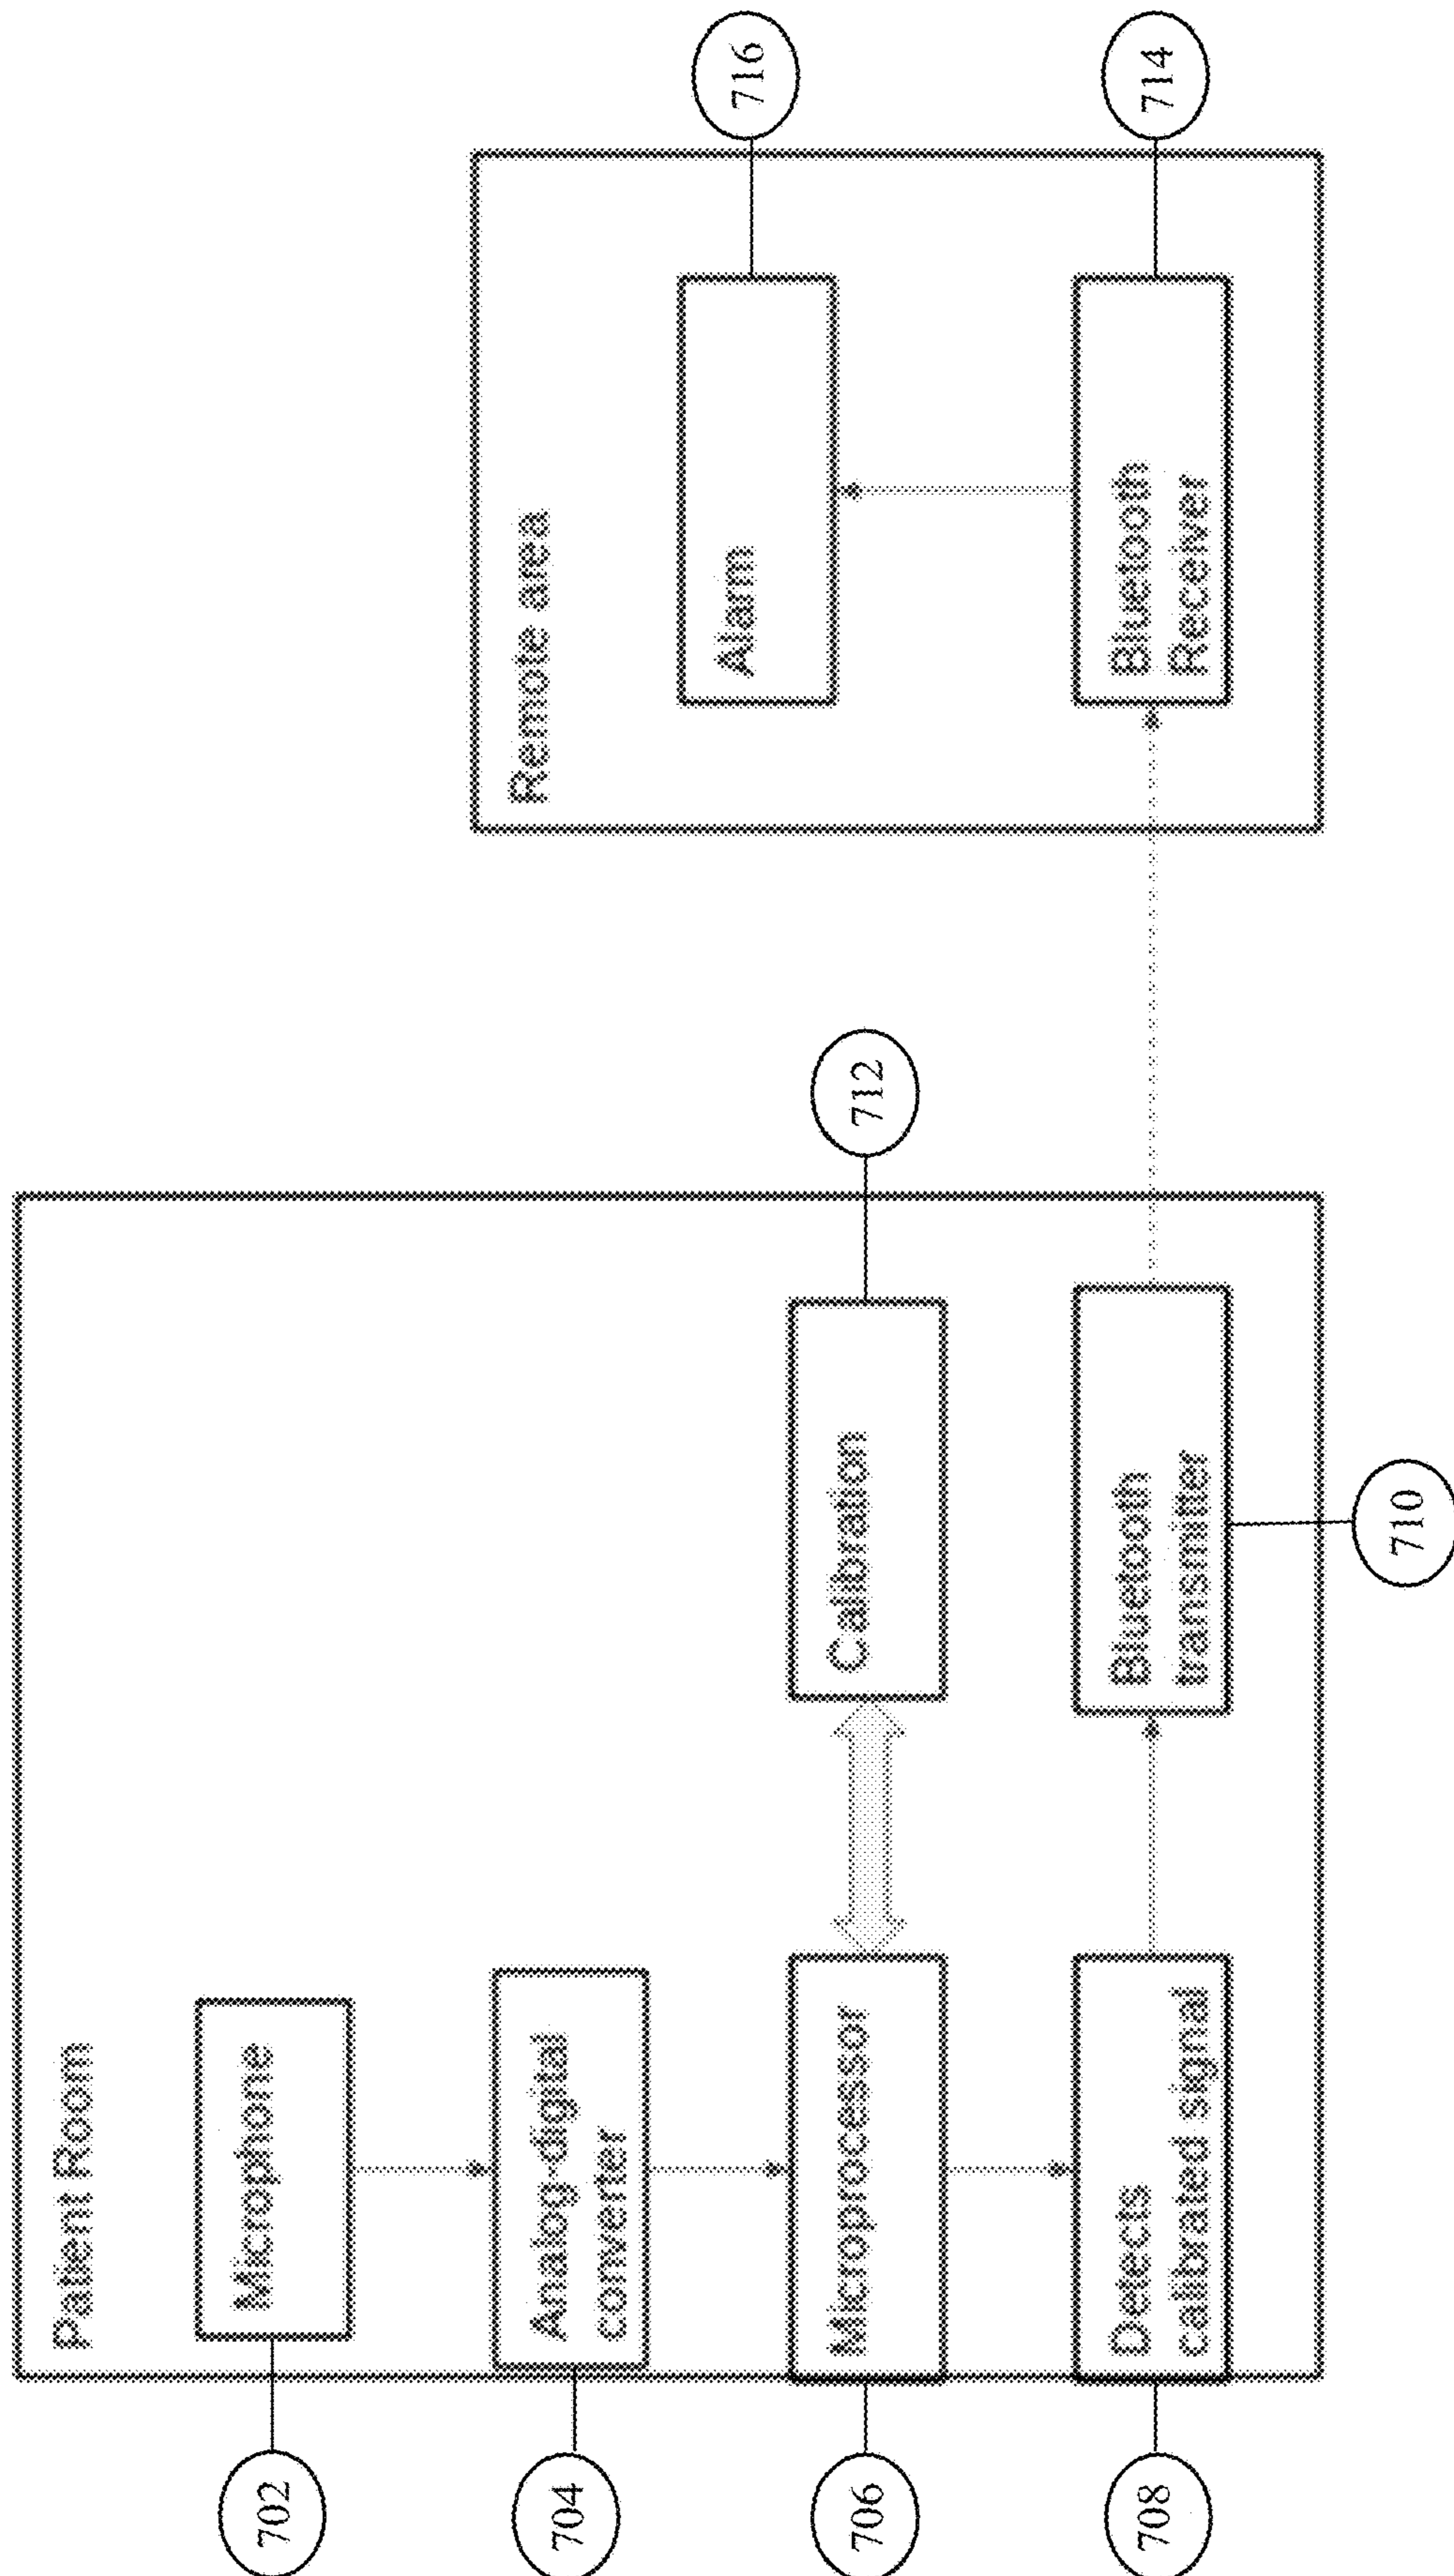 Patient Room
702
Microphone
704
Analog-digital
converter
706
Microprocessor
Calibration
712
708
Detects
calibrated signal
Bluetooth
transmitter
710
Remote area
Alarm
716
Bluetooth
Receiver
714